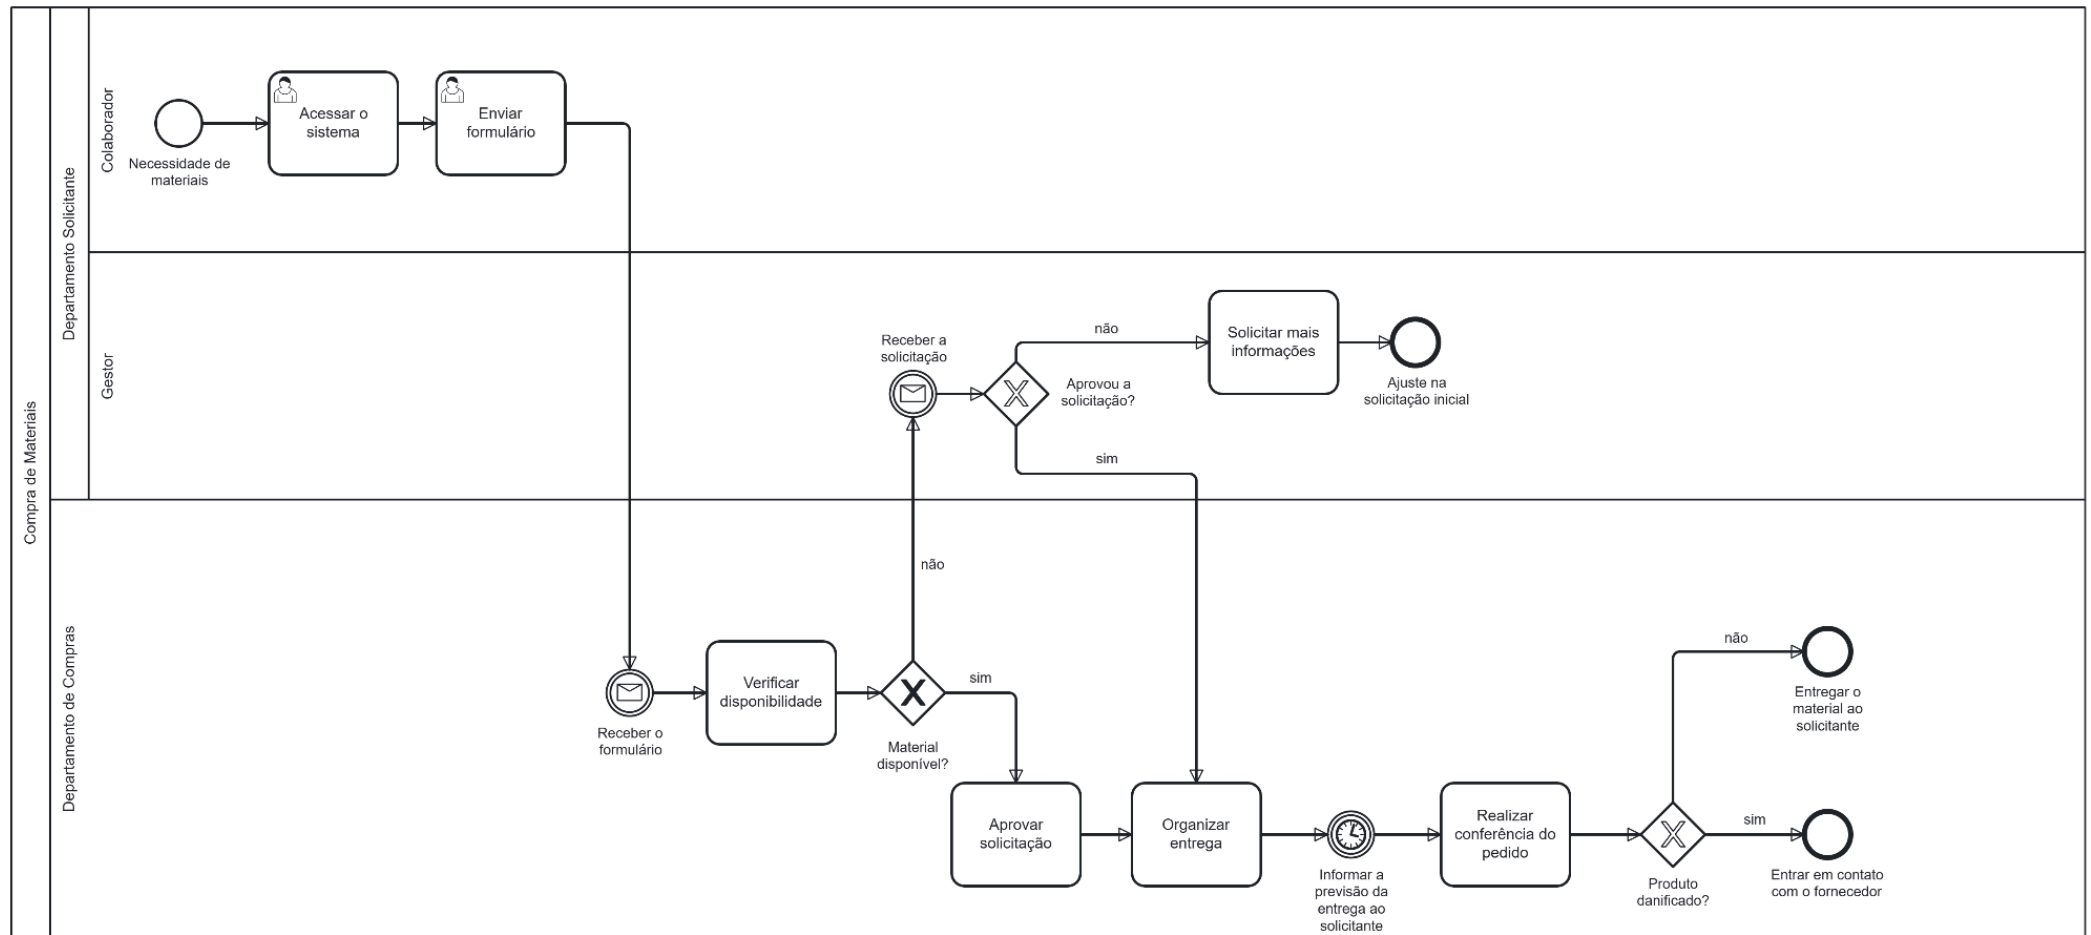 Compra de Materiais
Departamento Solicitante
Colaborador
Necessidade de
materiais
Acessar o
sistema
Enviar
formulário
Gestor
Receber a
solicitação
Aprovou a
solicitação?
não
Solicitar mais
informações
Ajuste na
solicitação inicial
sim
Departamento de Compras
Receber o
formulário
Verificar
disponibilidade
Material
disponível?
não
sim
Aprovar
solicitação
Organizar
entrega
Informar a
previsão da
entrega ao
solicitante
Realizar
conferência do
pedido
Produto
danificado?
não
Entregar o
material ao
solicitante
sim
Entrar em contato
com o fornecedor